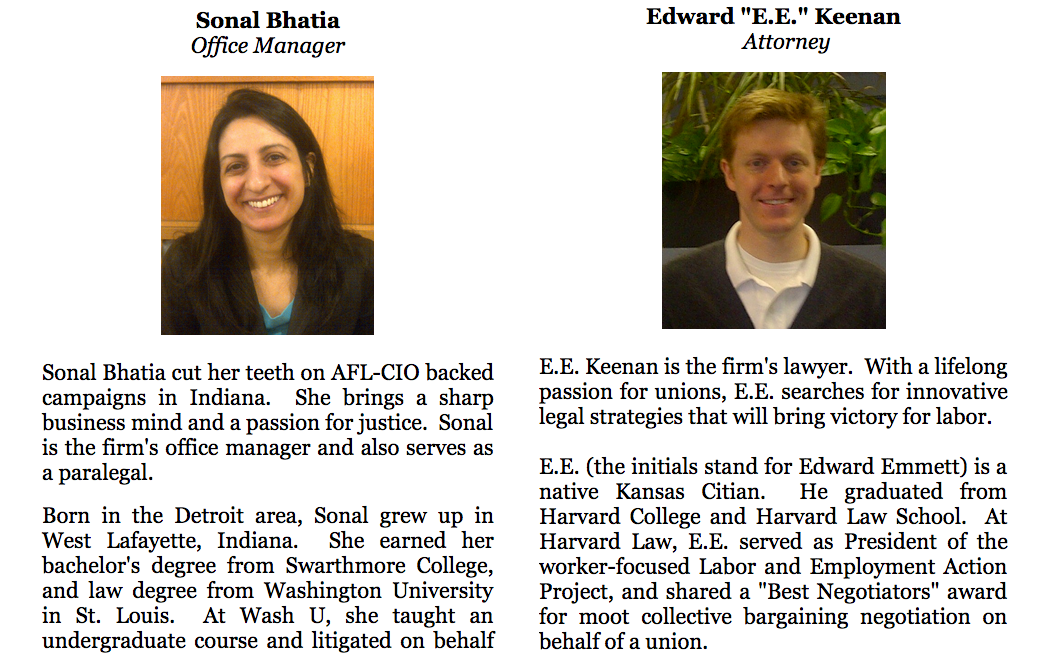 Sonal Bhatia
Office Manager
Sonal Bhatia cut her teeth on AFL-CIO backed
campaigns in Indiana. She brings a sharp
business mind and a passion for justice. Sonal
is the firm's office manager and also serves as
a paralegal.
Born in the Detroit area, Sonal grew up in
West Lafayette, Indiana. She earned her
bachelor's degree from Swarthmore College,
and law degree from Washington University
in St. Louis. At Wash U, she taught an
undergraduate course and litigated on behalf
Edward "E.E." Keenan
Attorney
E.E. Keenan is the firm's lawyer. With a lifelong
passion for unions, E.E. searches for innovative
legal strategies that will bring victory for labor.
E.E. (the initials stand for Edward Emmett) is a
native Kansas Citian. He graduated from
Harvard College and Harvard Law School. At
Harvard Law, E.E. served as President of the
worker-focused Labor and Employment Action
Project, and shared a "Best Negotiators" award
for moot collective bargaining negotiation on
behalf of a union.